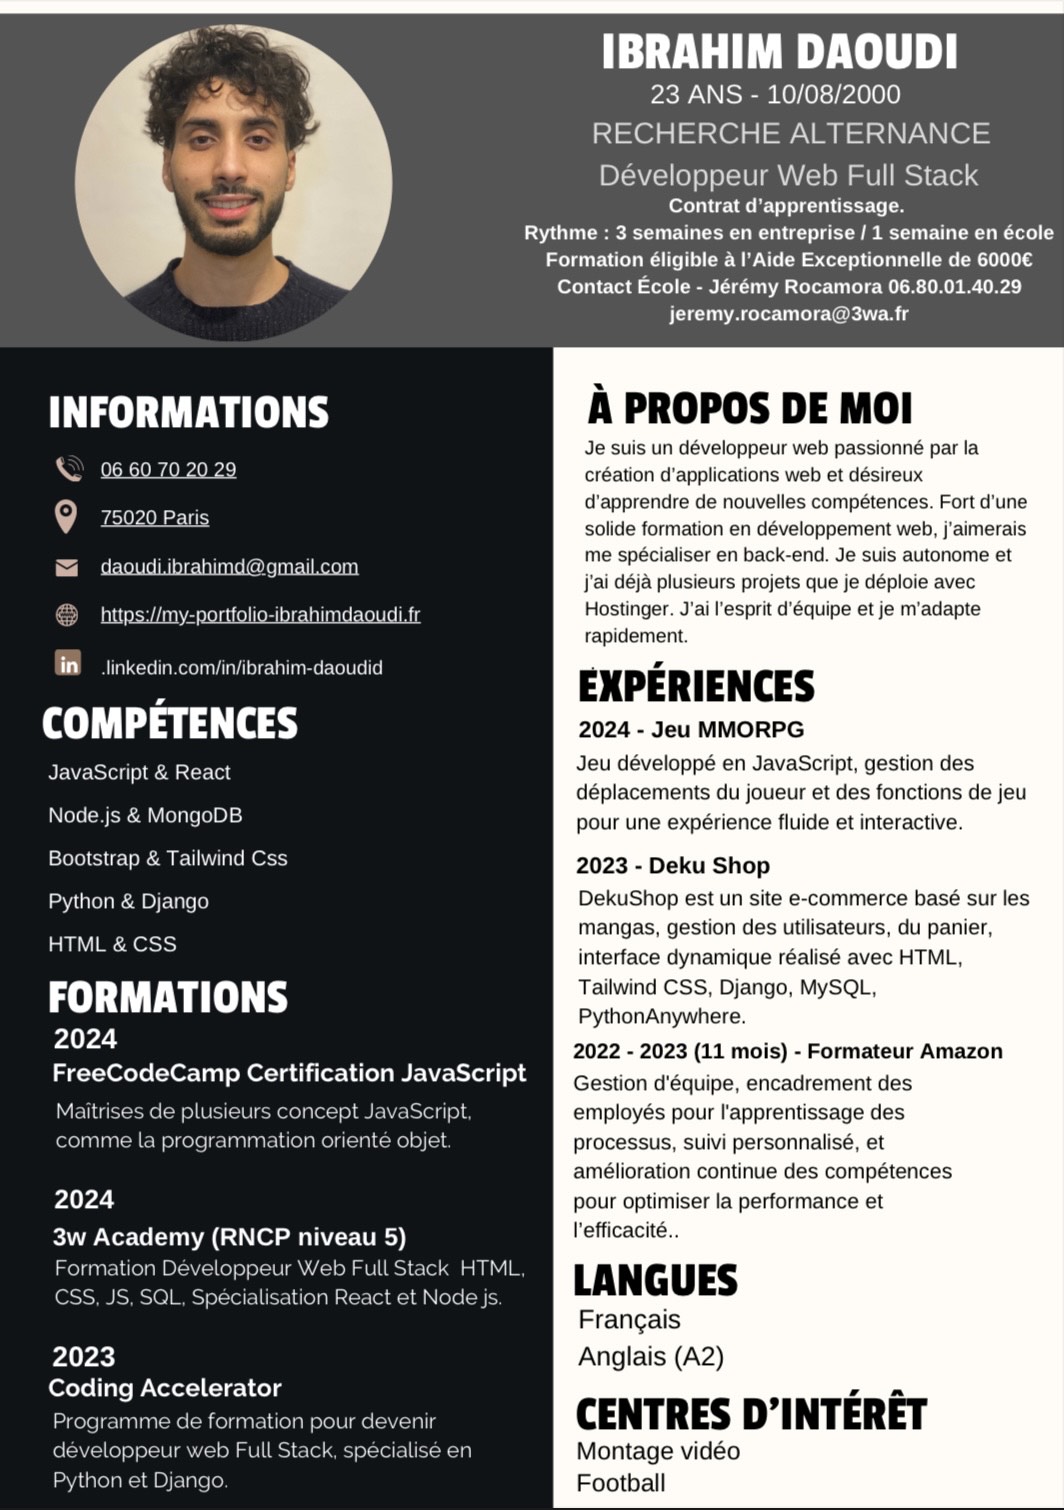 IBRAHIM DAOUDI
23 ANS - 10/08/2000
RECHERCHE ALTERNANCE
Développeur Web Full Stack
Contrat d’apprentissage.
Rythme : 3 semaines en entreprise / 1 semaine en école
Formation éligible à l’Aide Exceptionnelle de 6000€
Contact École - Jérémy Rocamora 06.80.01.40.29
jeremy.rocamora@3wa.fr
INFORMATIONS
06 60 70 20 29
75020 Paris
daoudi.ibrahimd@gmail.com
https://my-portfolio-ibrahimdaoudi.fr
in .linkedin.com/in/ibrahim-daoudid
COMPÉTENCES
JavaScript & React
Node.js & MongoDB
Bootstrap & Tailwind Css
Python & Django
HTML & CSS
FORMATIONS
2024
FreeCodeCamp Certification JavaScript
Maîtrises de plusieurs concept JavaScript,
comme la programmation orienté objet.
2024
3w Academy (RNCP niveau 5)
Formation Développeur Web Full Stack  HTML,
CSS, JS, SQL, Spécialisation React et Node js.
2023
Coding Accelerator
Programme de formation pour devenir
développeur web Full Stack, spécialisé en
Python et Django.
À PROPOS DE MOI
Je suis un développeur web passionné par la
création d’applications web et désireux
d’apprendre de nouvelles compétences. Fort d’une
solide formation en développement web, j’aimerais
me spécialiser en back-end. Je suis autonome et
j’ai déjà plusieurs projets que je déploie avec
Hostinger. J’ai l’esprit d’équipe et je m’adapte
rapidement.
EXPÉRIENCES
2024 - Jeu MMORPG
Jeu développé en JavaScript, gestion des
déplacements du joueur et des fonctions de jeu
pour une expérience fluide et interactive.
2023 - Deku Shop
DekuShop est un site e-commerce basé sur les
mangas, gestion des utilisateurs, du panier,
interface dynamique réalisé avec HTML,
Tailwind CSS, Django, MySQL,
PythonAnywhere.
2022 - 2023 (11 mois) - Formateur Amazon
Gestion d'équipe, encadrement des
employés pour l'apprentissage des
processus, suivi personnalisé, et
amélioration continue des compétences
pour optimiser la performance et
l’efficacité..
LANGUES
Français
Anglais (A2)
CENTRES D’INTÉRÊT
Montage vidéo
Football